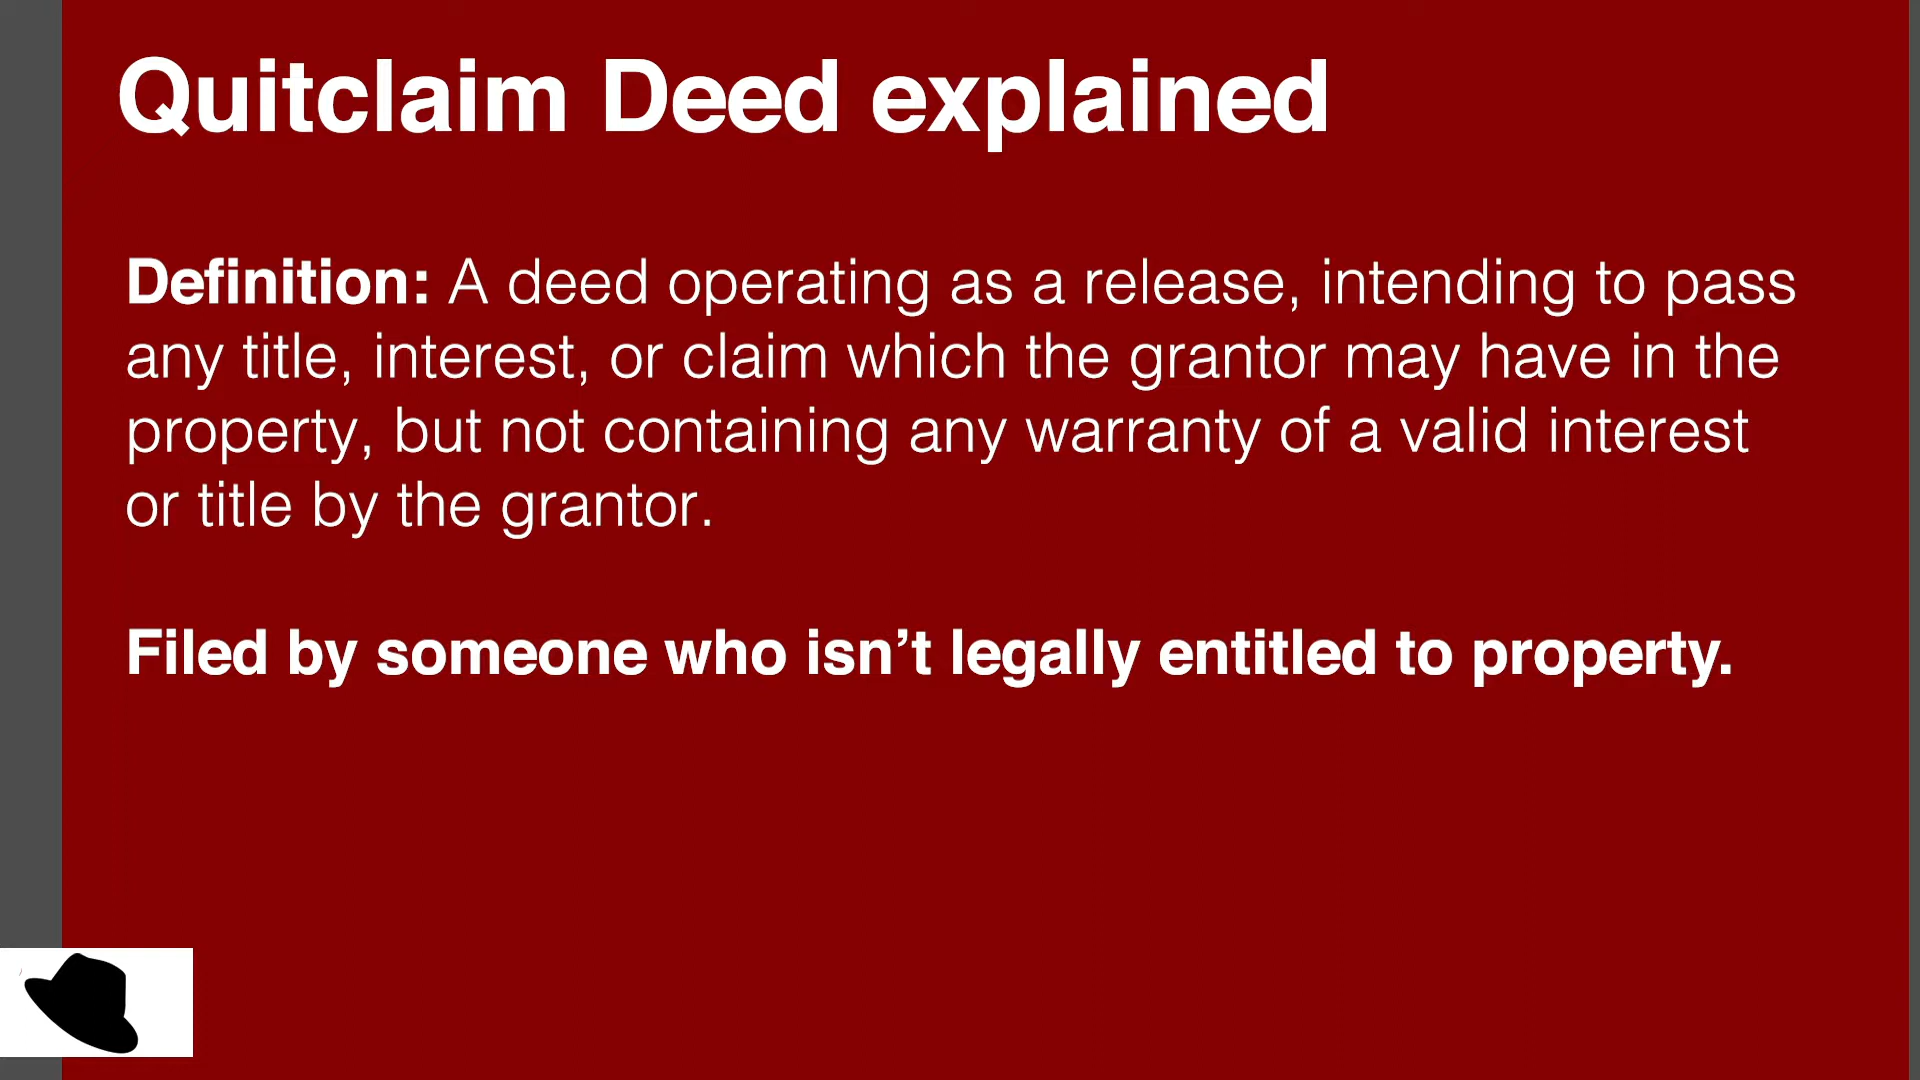 Quitclaim Deed explained
Definition: A deed operating as a release, intending to pass
any title, interest, or claim which the grantor may have in the
property, but not containing any warranty of a valid interest
or title by the grantor.
Filed by someone who isn’t legally entitled to property.